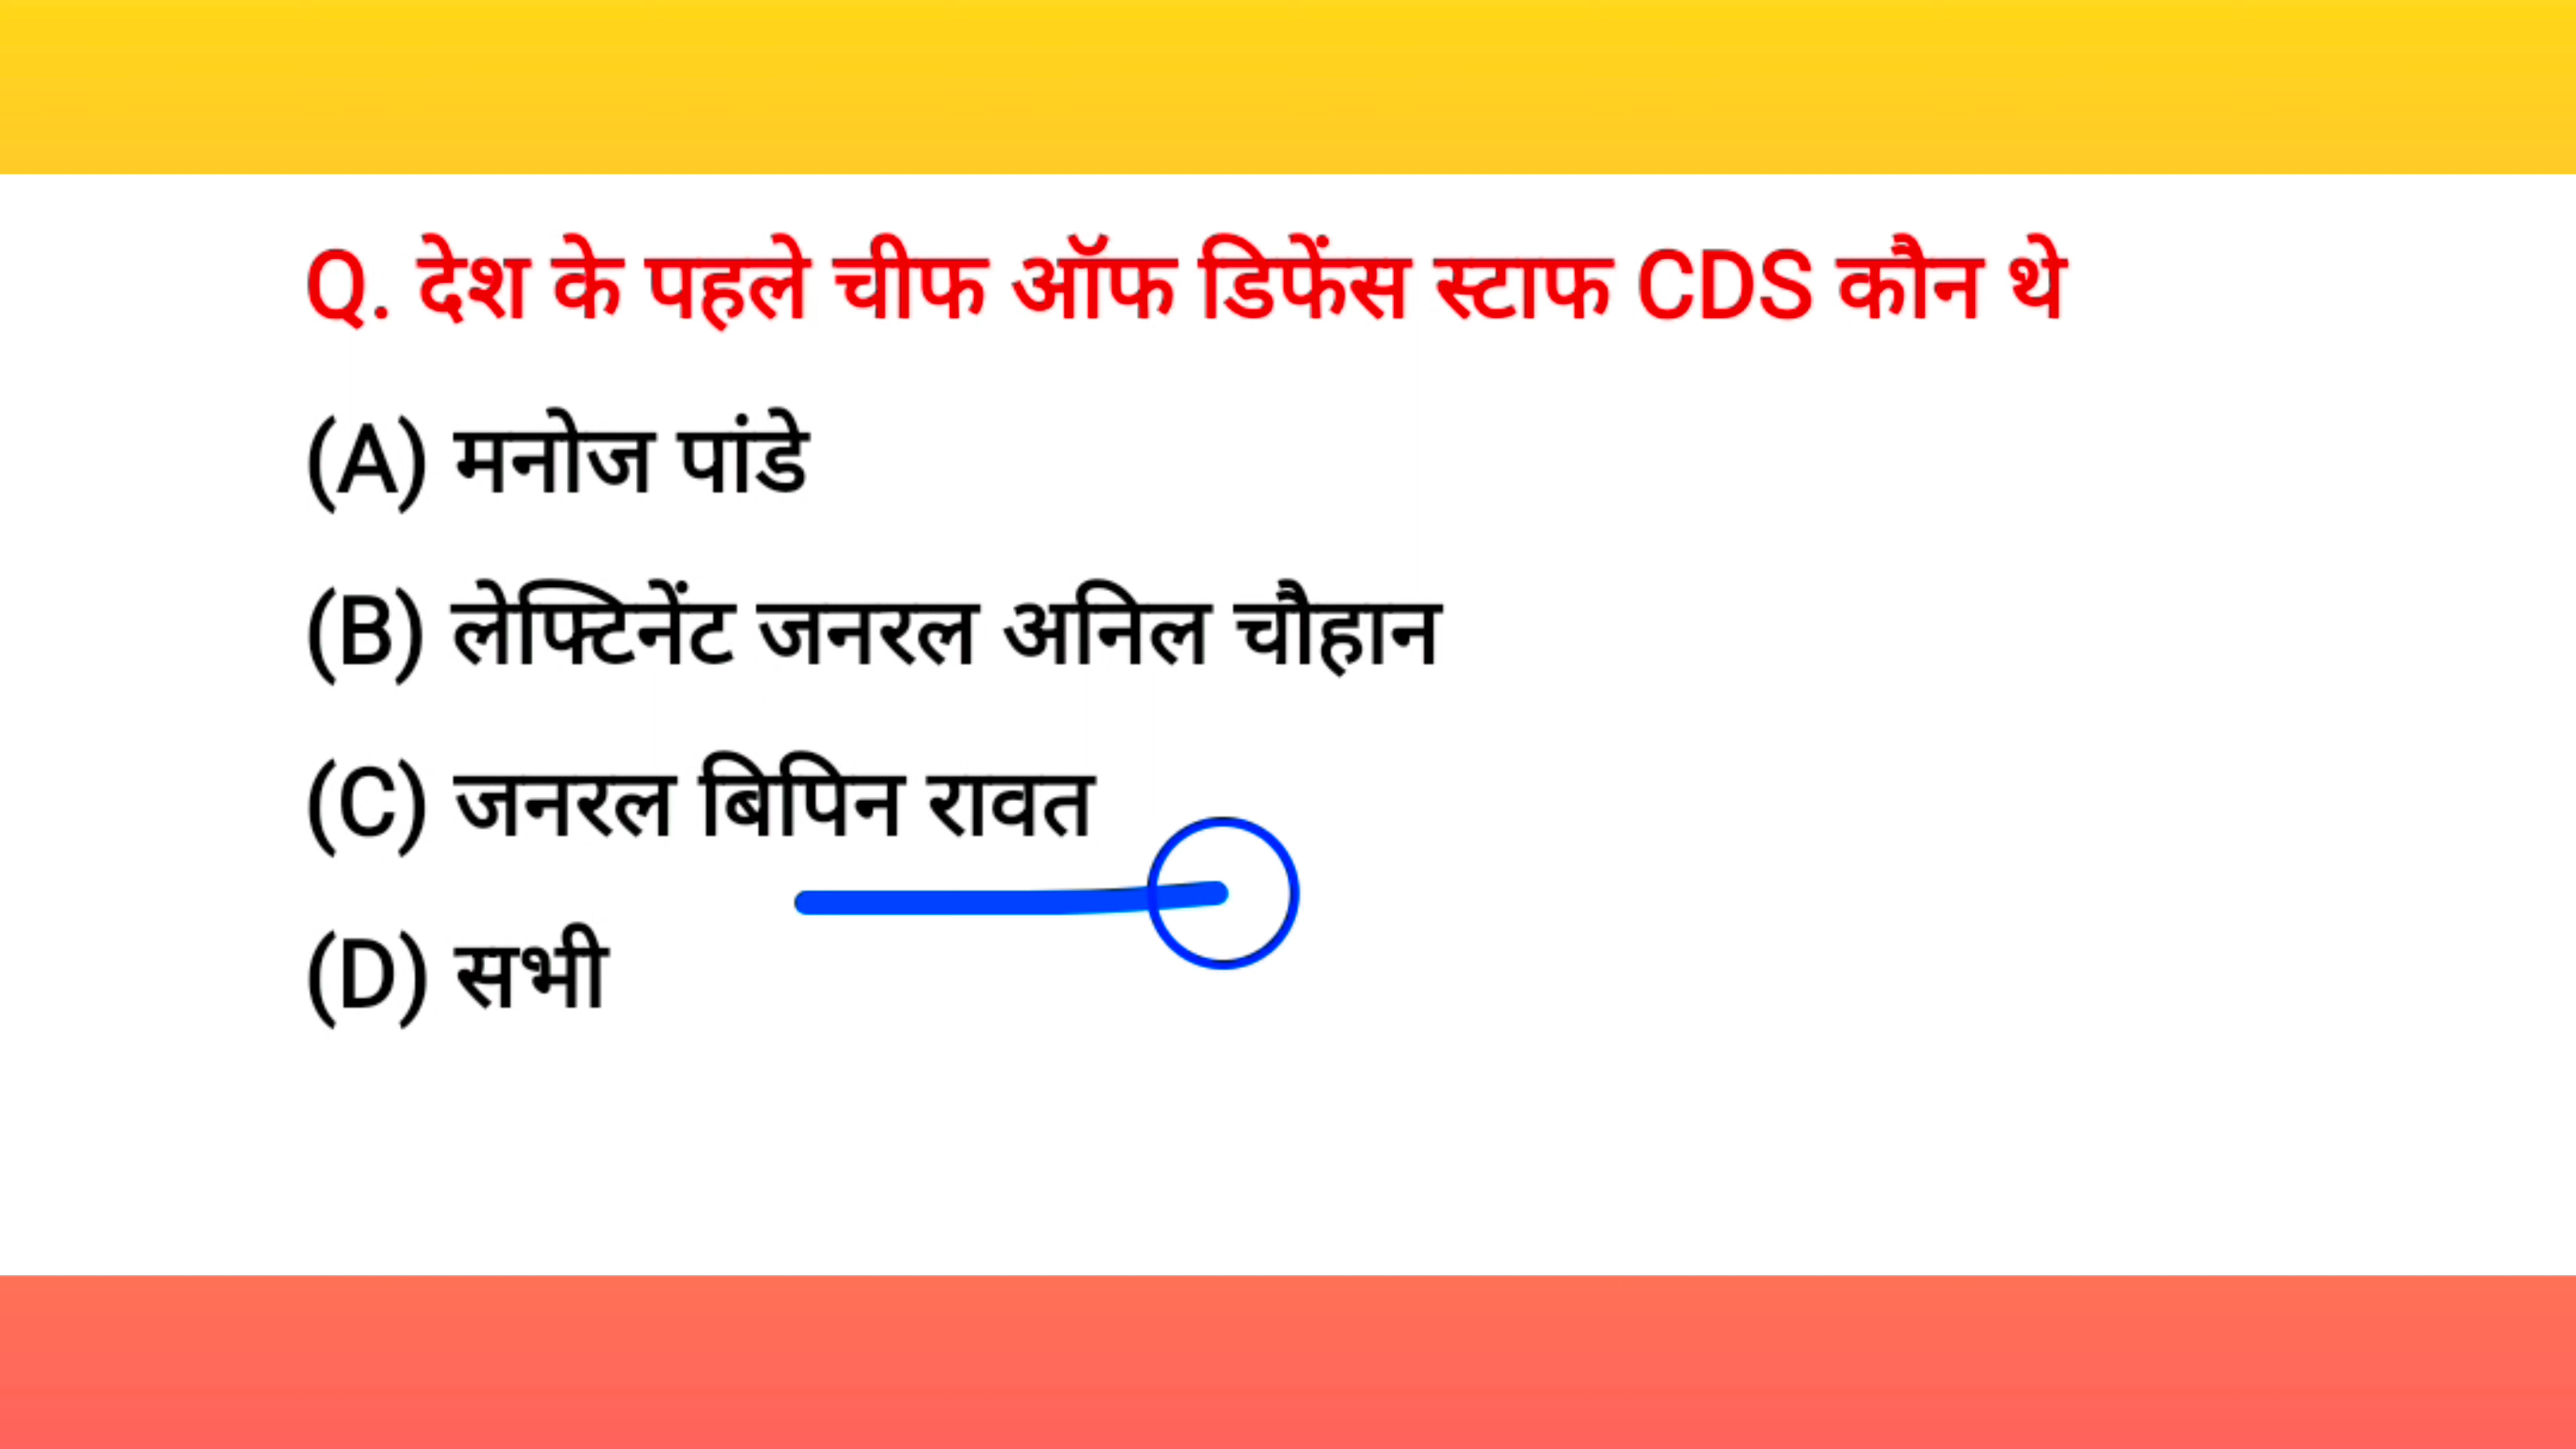 Q. देश के पहले चीफ ऑफ डिफेंस स्टाफ CDS कौन थे
(A) मनोज पांडे
(B) लेफ्टिनेंट जनरल अनिल चौहान
(C) जनरल बिपिन रावत
(D) सभी